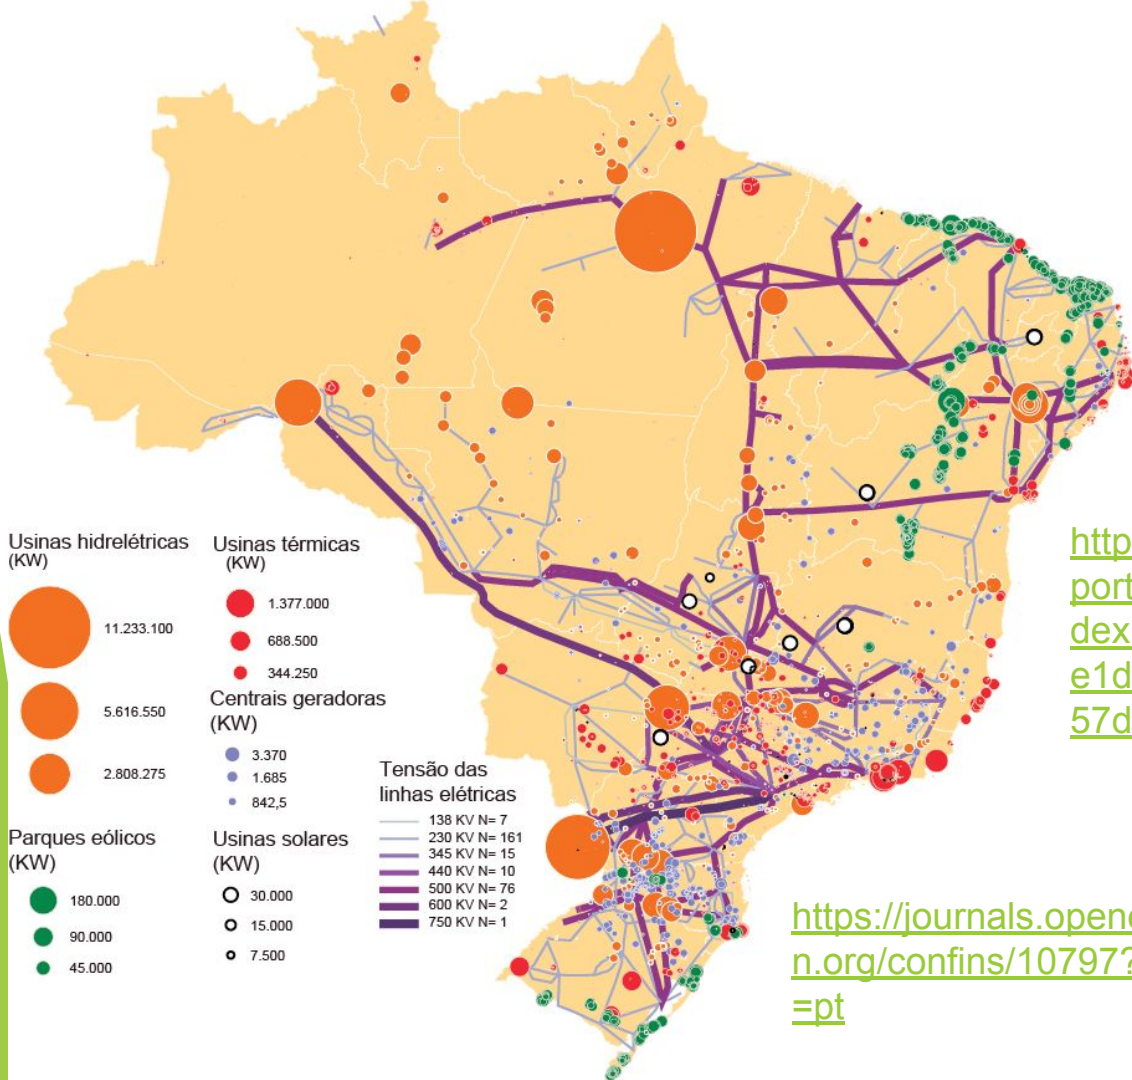 Usinas hidrelétricas
(KW)
11.233.100
5.616.550
2.808.275
Usinas térmicas
(KW)
1.377.000
688.500
344.250
Centrais geradoras
(KW)
3.370
1.685
842,5
Parques eólicos
(KW)
180.000
90.000
45.000
Usinas solares
(KW)
30.000
15.000
7.500
Tensão das
linhas elétricas
138 KV N= 7
230 KV N= 161
345 KV N= 15
440 KV N= 10
500 KV N= 76
600 KV N= 2
750 KV N= 1
http
port
dex
e1d
57d
https://journals.opene
n.org/confins/10797?
=pt